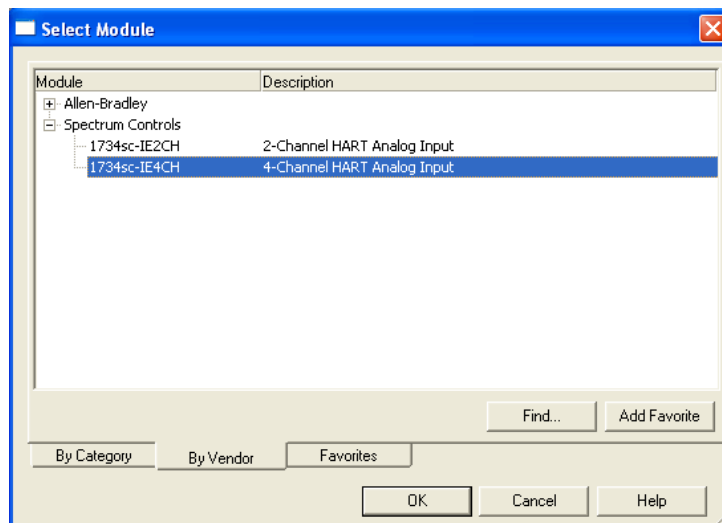 Select Module
Module Description
Allen-Bradley
Spectrum Controls
1734sc-IE2CH 2-Channel HART Analog Input
1734sc-IE4CH 4-Channel HART Analog Input
Find... Add Favorite
By Category By Vendor Favorites
OK Cancel Help